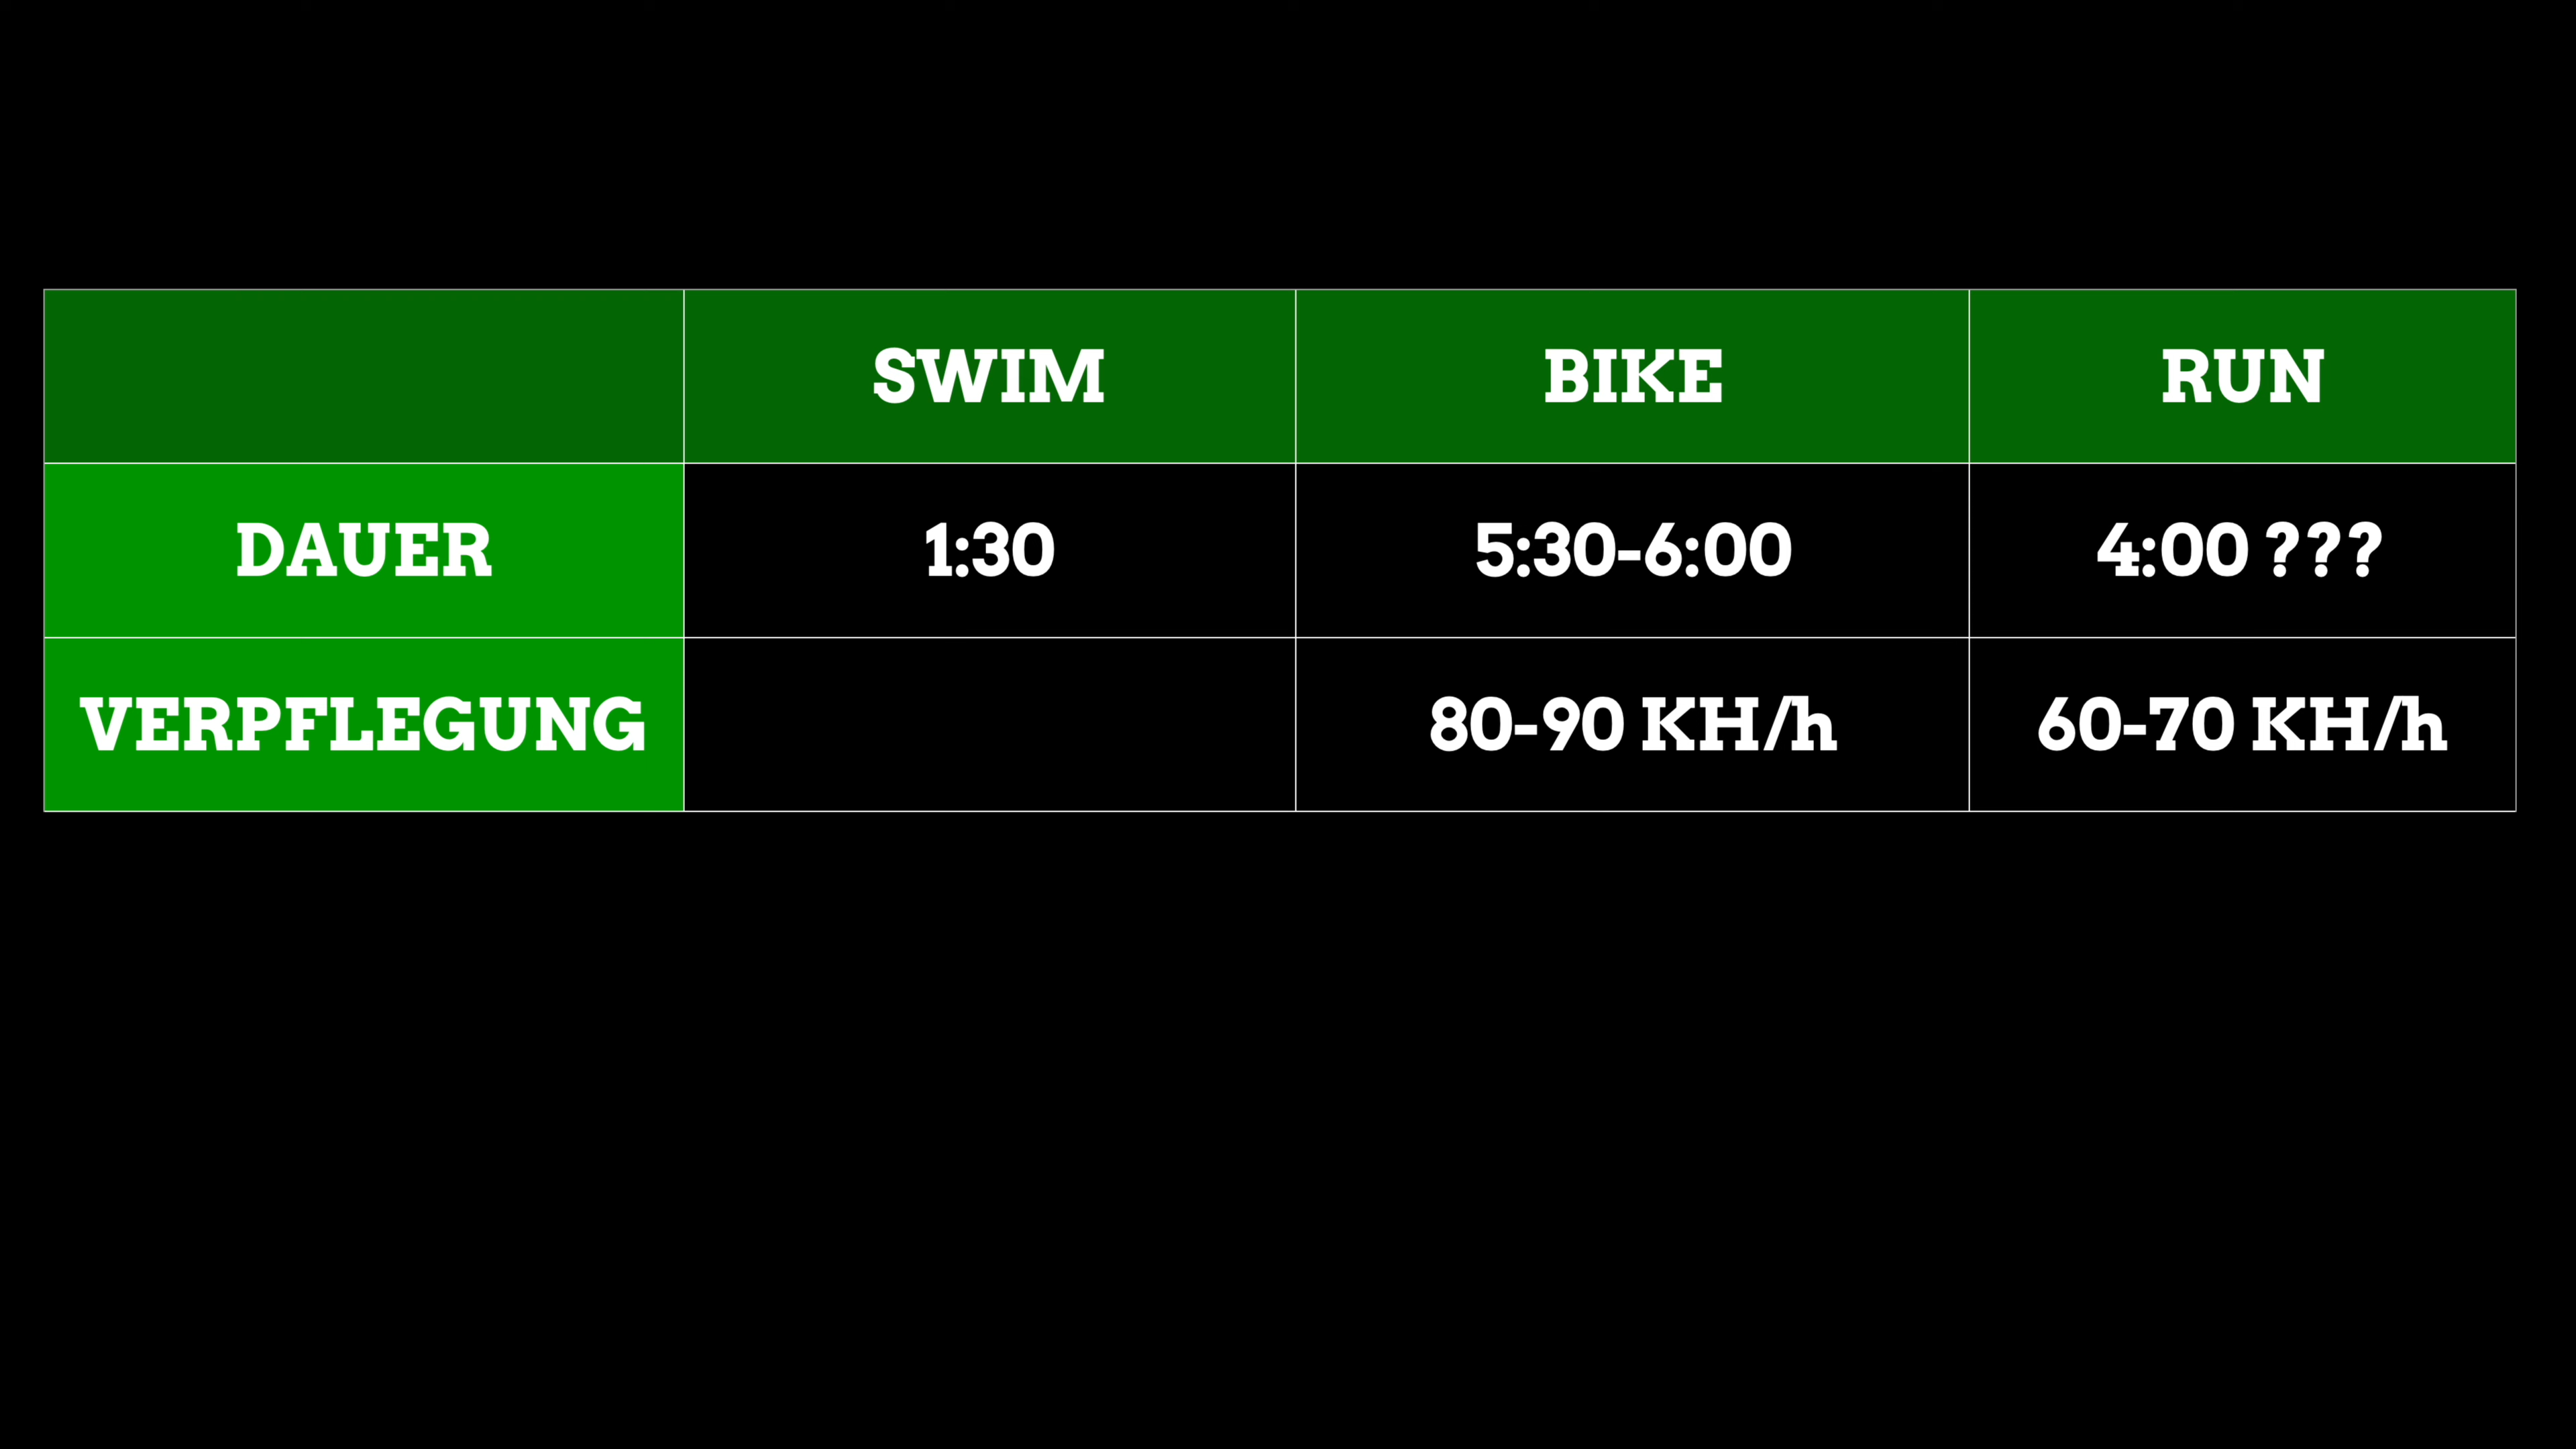 SWIM BIKE RUN
DAUER 1:30 5:30-6:00 4:00 ???
VERPFLEGUNG 80-90 KH/h 60-70 KH/h